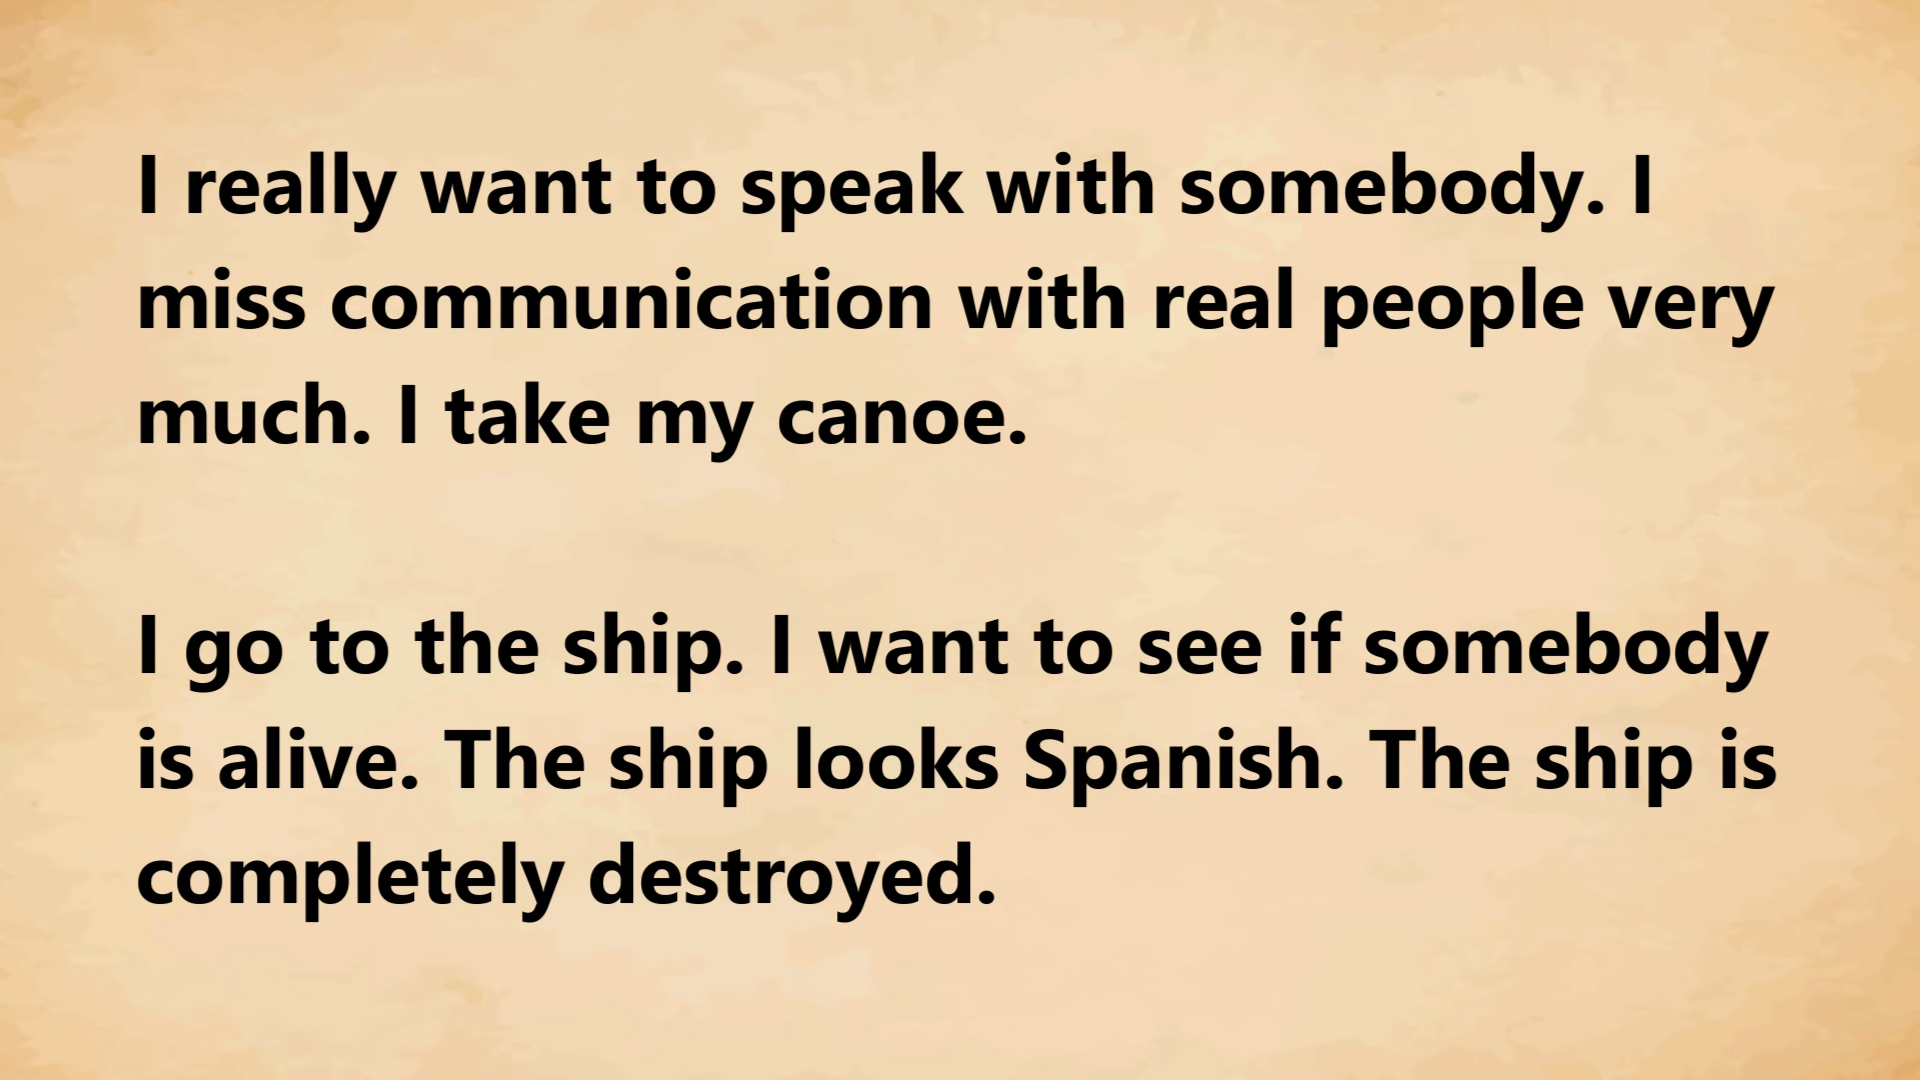 I really want to speak with somebody. I
miss communication with real people very
much. I take my canoe.
I go to the ship. I want to see if somebody
is alive. The ship looks Spanish. The ship is
completely destroyed.